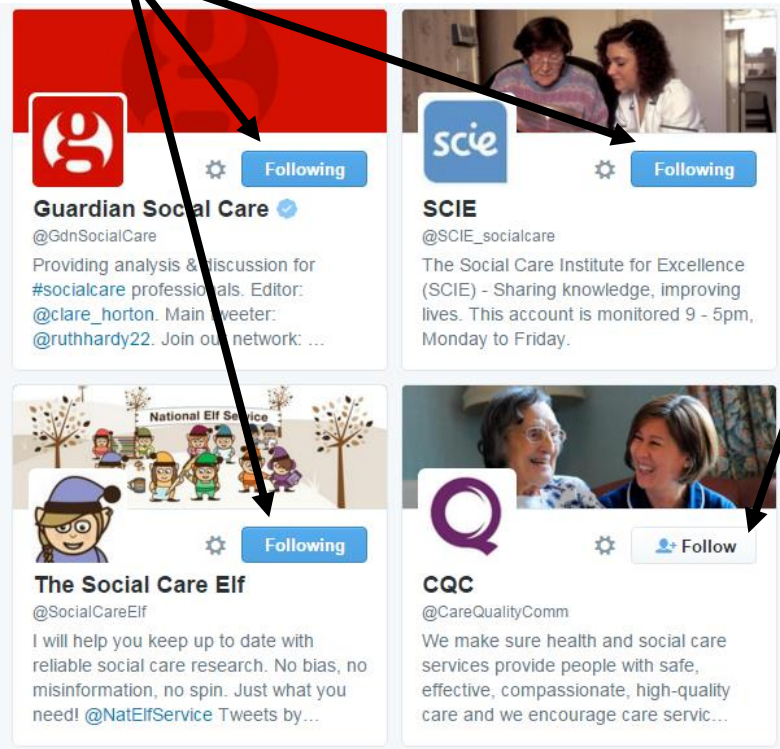 g
Following
Guardian Social Care
@GdnSocialCare
Providing analysis & discussion for
#socialcare professionals. Editor:
@clare_horton. Main tweeter:
@ruthhardy22. Join our network: …
scie
Following
SCIE
@SCIE_socialcare
The Social Care Institute for Excellence
(SCIE) - Sharing knowledge, improving
lives. This account is monitored 9 - 5pm,
Monday to Friday.
National Elf Service
Following
The Social Care Elf
@SocialCareElf
I will help you keep up to date with
reliable social care research. No bias, no
misinformation, no spin. Just what you
need! @NatElfService Tweets by…
Follow
CQC
@CareQualityComm
We make sure health and social care
services provide people with safe,
effective, compassionate, high-quality
care and we encourage care servic…